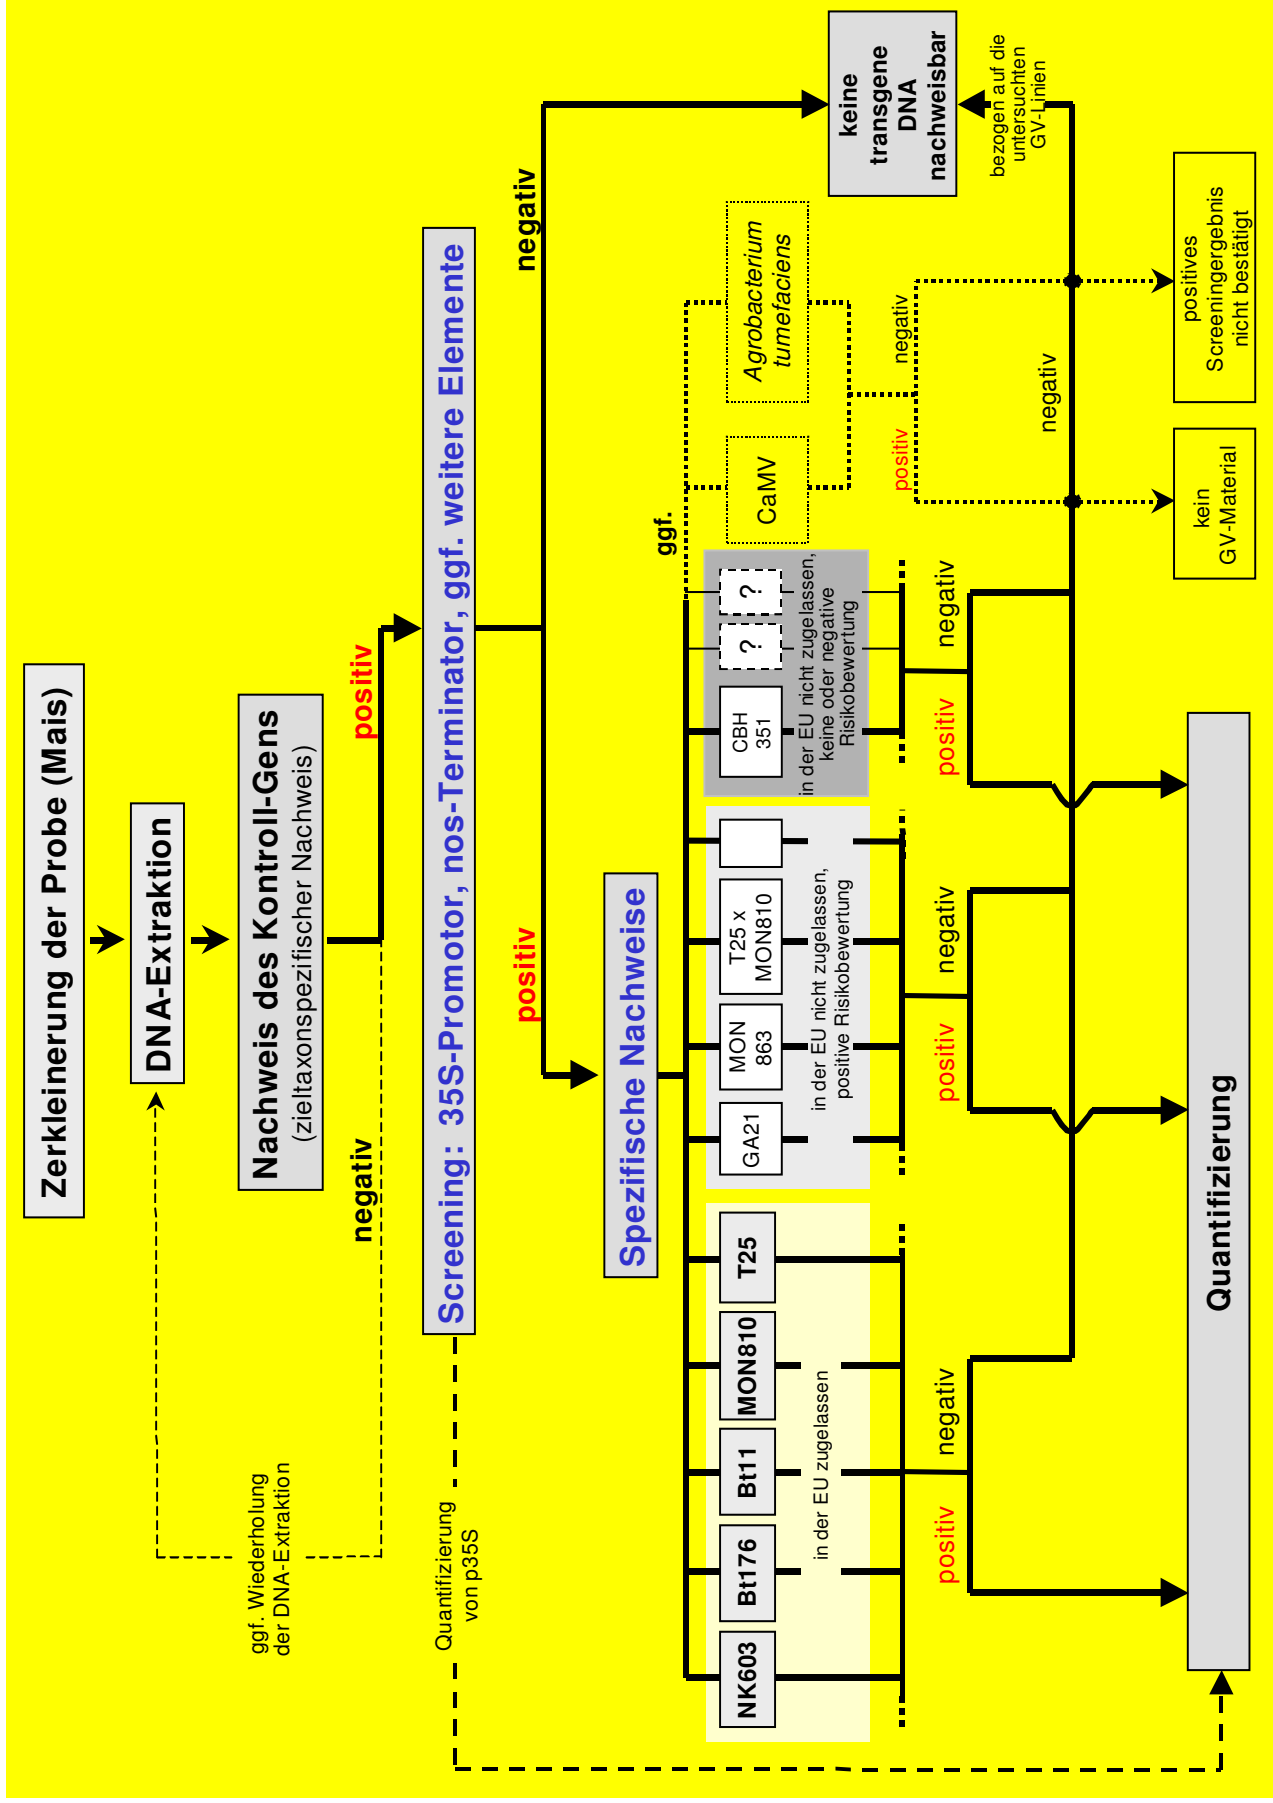 Zerkleinerung der Probe (Mais)
DNA-Extraktion
ggf. Wiederholung
der DNA-Extraktion
Nachweis des Kontroll-Gens
(zieltaxonspezifischer Nachweis)
negativ
positiv
Screening: 35S-Promotor, nos-Terminator, ggf. weitere Elemente
Quantifizierung
von p35S
positiv
negativ
Spezifische Nachweise
ggf.
NK603
Bt176
Bt11
MON810
T25
in der EU zugelassen
GA21
MON
863
T25 x
MON810
in der EU nicht zugelassen,
positive Risikobewertung
CBH
351
?
?
in der EU nicht zugelassen,
keine oder negative
Risikobewertung
CaMV
Agrobacterium
tumefaciens
keine
transgene
DNA
nachweisbar
bezogen auf die
untersuchten
GV-Linien
positiv
negativ
positiv
negativ
positiv
negativ
positiv
negativ
negativ
Quantifizierung
kein
GV-Material
positives
Screeningergebnis
nicht bestätigt